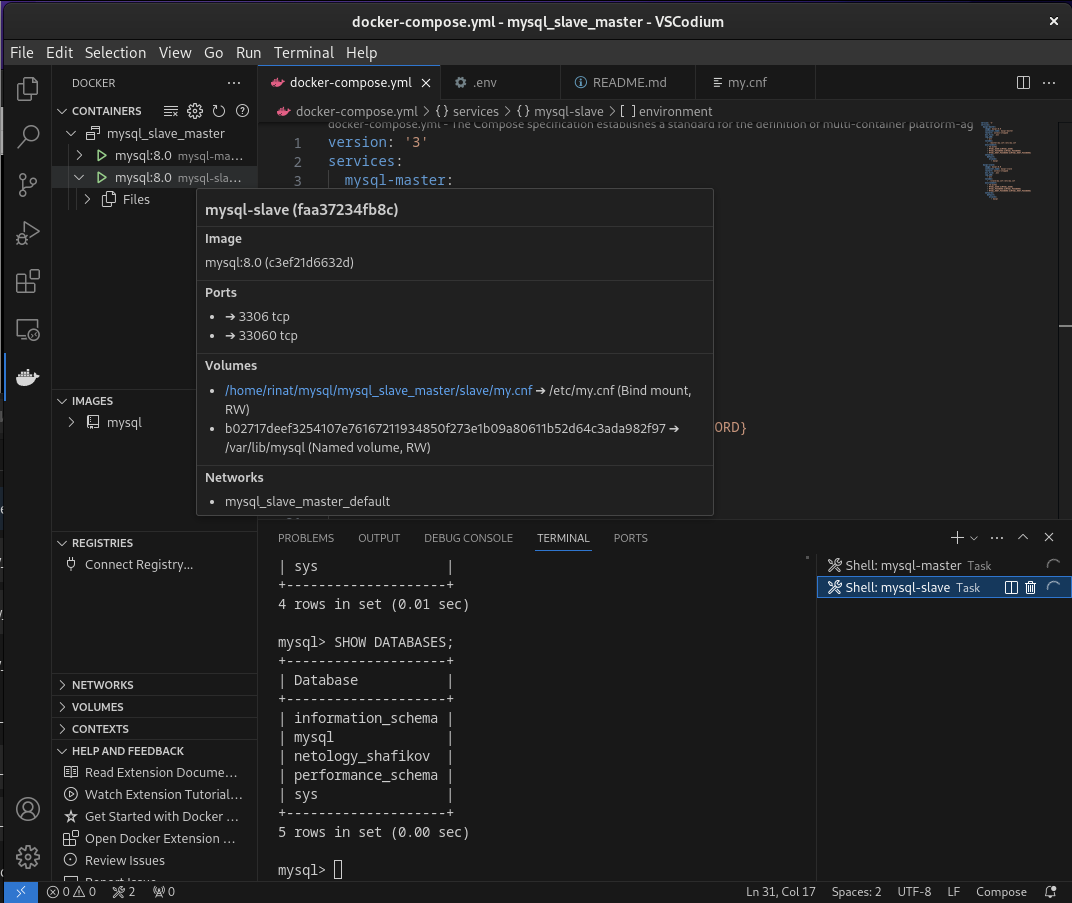 docker-compose.yml - mysql_slave_master - VSCodium
File Edit Selection View Go Run Terminal Help
DOCKER
CONTAINERS
mysql_slave_master
mysql:8.0 mysql-ma...
mysql:8.0 mysql-sla...
Files
docker-compose.yml
.env
README.md
my.cnf
docker-compose.yml > { } services > { } mysql-slave > [ ] environment
docker-compose.yml - The Compose specification establishes a standard for the definition of multi-container platform-ag
1 version: '3'
2 services:
3 mysql-master:
mysql-slave (faa37234fb8c)
Image
mysql:8.0 (c3ef21d6632d)
Ports
• ➔ 3306 tcp
• ➔ 33060 tcp
Volumes
• /home/rinat/mysql/mysql_slave_master/slave/my.cnf ➔ /etc/my.cnf (Bind mount,
RW)
• b02717deef3254107e76167211934850f273e1b09a80611b52d64c3ada982f97 ➔
/var/lib/mysql (Named volume, RW)
Networks
• mysql_slave_master_default
ORD}
IMAGES
mysql
REGISTRIES
Connect Registry...
NETWORKS
VOLUMES
CONTEXTS
HELP AND FEEDBACK
Read Extension Docume...
Watch Extension Tutorial...
Get Started with Docker ...
Open Docker Extension ...
Review Issues
PROBLEMS OUTPUT DEBUG CONSOLE TERMINAL PORTS
| sys |
+--------------------+
4 rows in set (0.01 sec)
mysql> SHOW DATABASES;
+--------------------+
| Database |
+--------------------+
| information_schema |
| mysql |
| netology_shafikov |
| performance_schema |
| sys |
+--------------------+
5 rows in set (0.00 sec)
mysql>
Shell: mysql-master Task
Shell: mysql-slave Task
0 0 2 0
Ln 31, Col 17 Spaces: 2 UTF-8 LF Compose